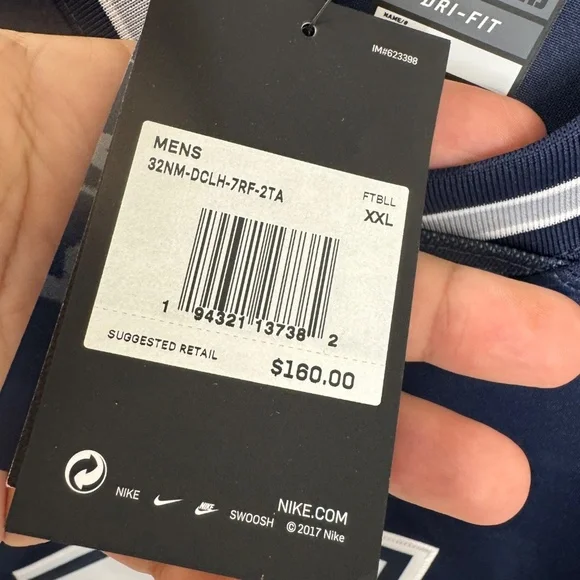 NAME/#
DRI-FIT
IM#623398
MENS
32NM-DCLH-7RF-2TA
FTBLL
XXL
1 94321 13738 2
SUGGESTED RETAIL
$160.00
NIKE
NIKE
SWOOSH
NIKE.COM
© 2017 Nike